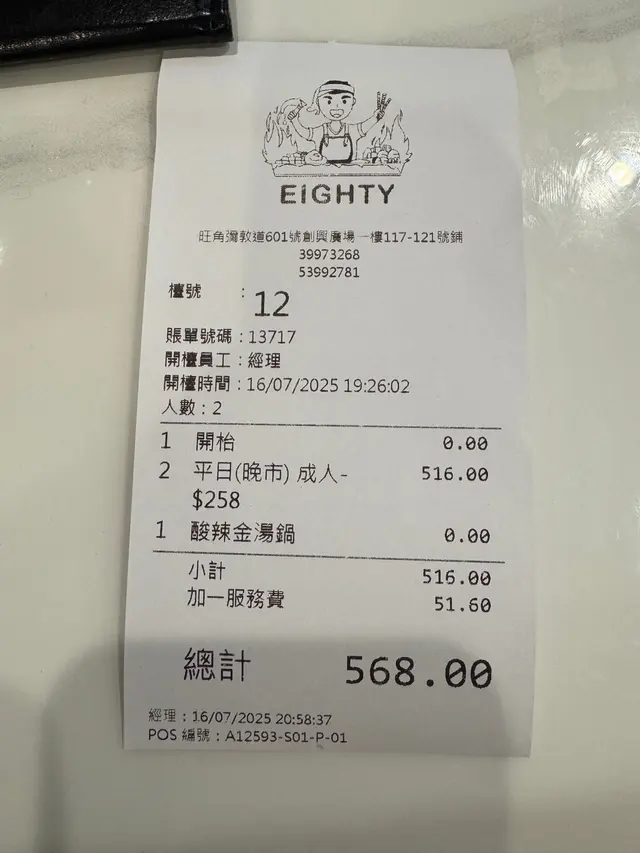 EIGHTY
旺角彌敦道601號創興廣場一樓117-121號鋪
39973268
53992781
檯號 : 12
賬單號碼：13717
開檯員工：經理
開檯時間：16/07/2025 19:26:02
人數：2
1 開枱 0.00
2 平日(晚市) 成人- 516.00
$258
1 酸辣金湯鍋 0.00
小計 516.00
加一服務費 51.60
總計 568.00
經理：16/07/2025 20:58:37
POS 編號：A12593-S01-P-01